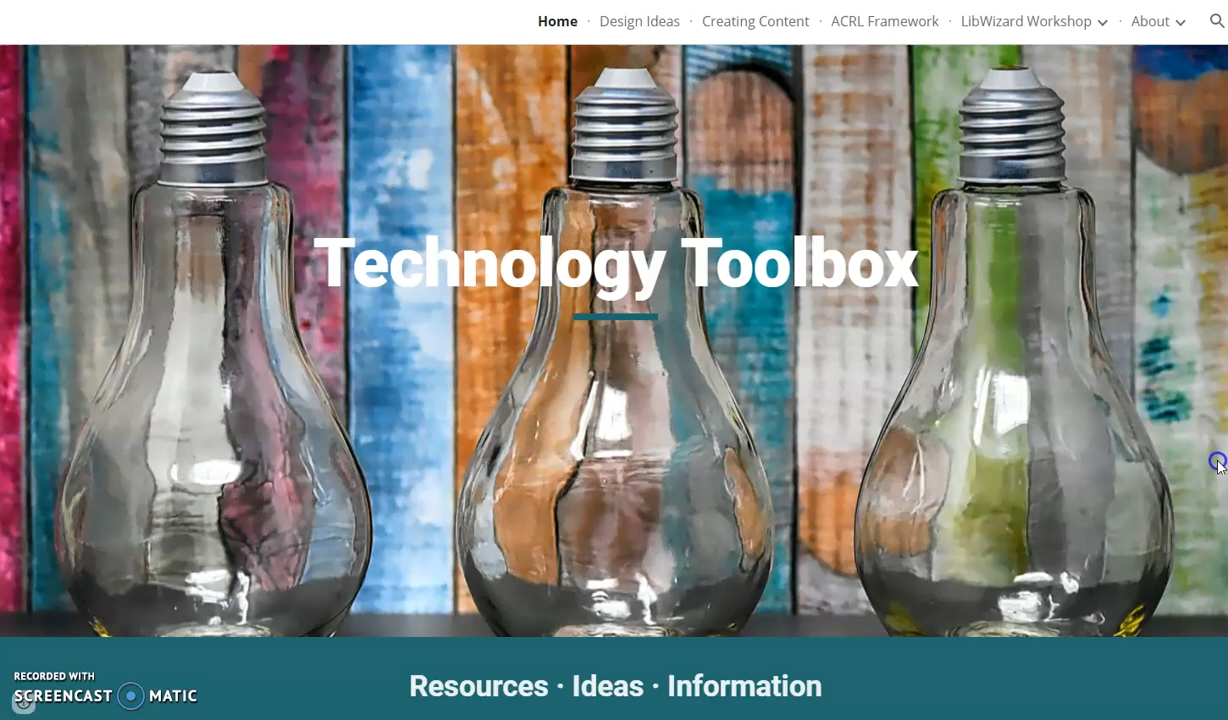 Home · Design Ideas · Creating Content · ACRL Framework · LibWizard Workshop · About
Technology Toolbox
Resources · Ideas · Information
RECORDED WITH
SCREENCAST MATIC